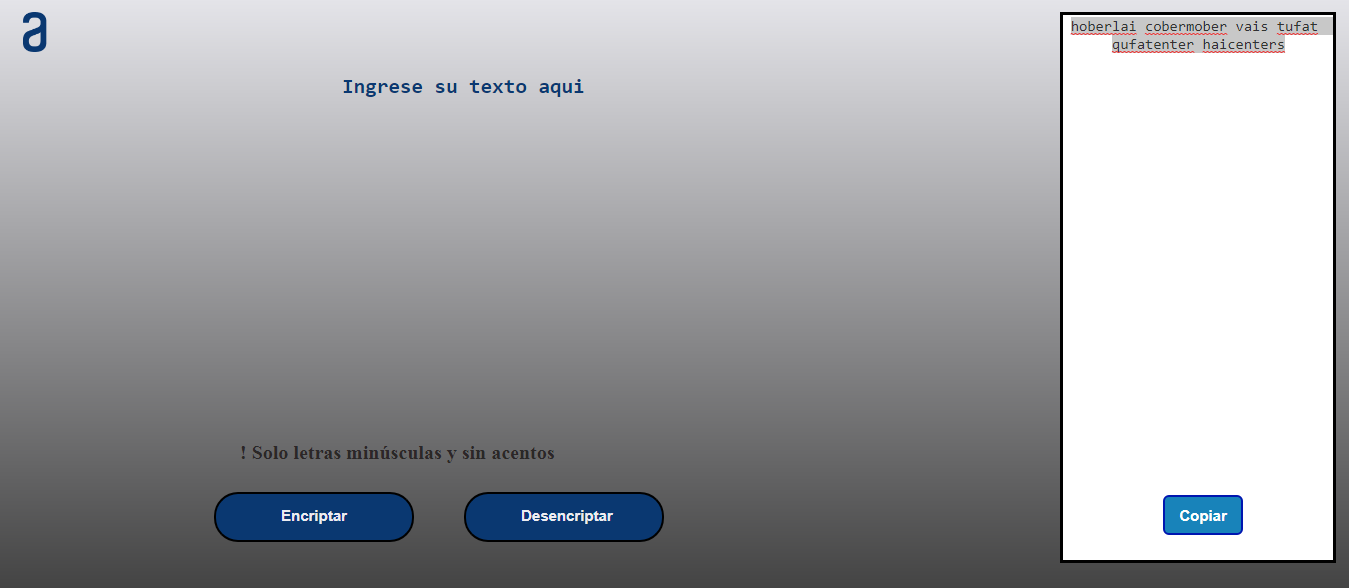 a
Ingrese su texto aqui
hoberlai cobermober vais tufat
qufatenter haicenters
! Solo letras minúsculas y sin acentos
Encriptar
Desencriptar
Copiar